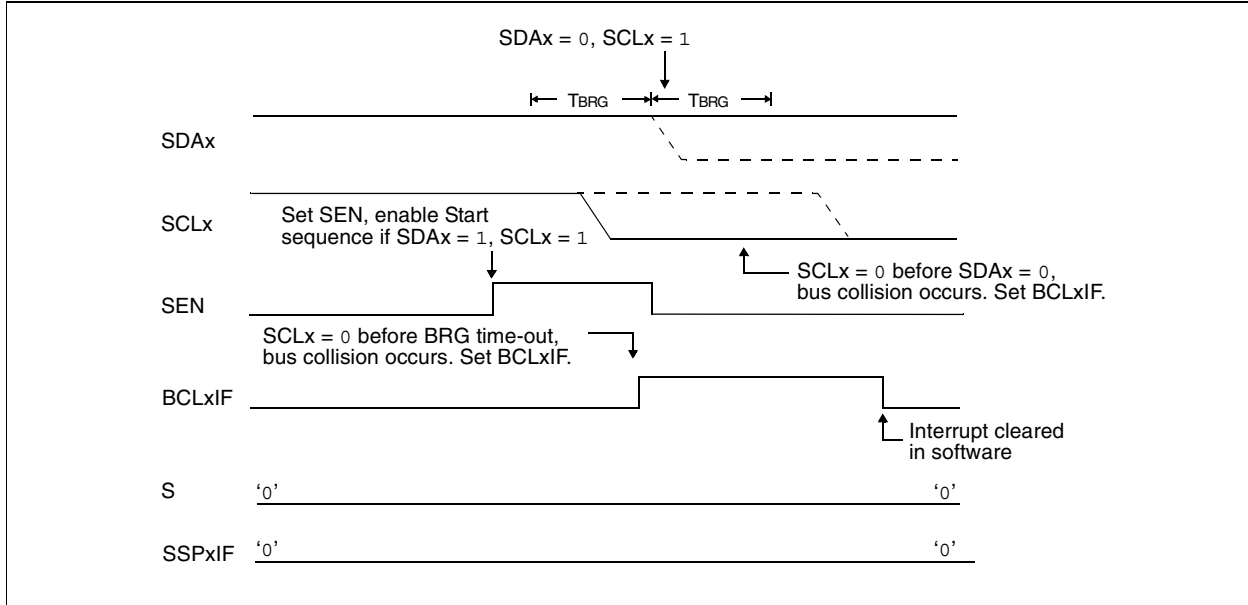 SDAx = 0, SCLx = 1
TBRG TBRG
SDAx
SCLx
Set SEN, enable Start
sequence if SDAx = 1, SCLx = 1
SCLx = 0 before SDAx = 0,
bus collision occurs. Set BCLxIF.
SEN
SCLx = 0 before BRG time-out,
bus collision occurs. Set BCLxIF.
BCLxIF
Interrupt cleared
in software
S ‘0’ ‘0’
SSPxIF ‘0’ ‘0’